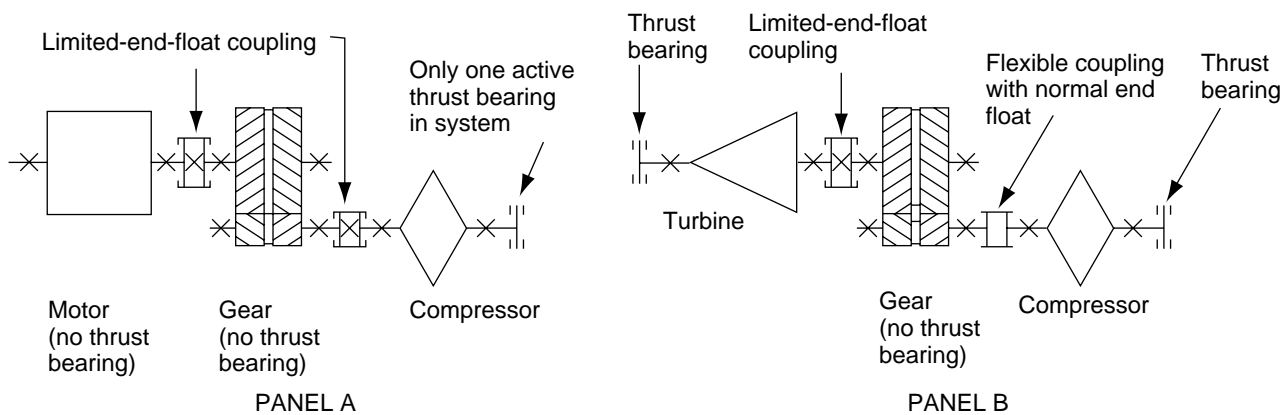 Limited-end-float coupling
Only one active
thrust bearing
in system
Motor
(no thrust
bearing)
Gear
(no thrust
bearing)
Compressor
PANEL A
Thrust
bearing
Limited-end-float
coupling
Flexible coupling
with normal end
float
Thrust
bearing
Turbine
Gear
(no thrust
bearing)
Compressor
PANEL B